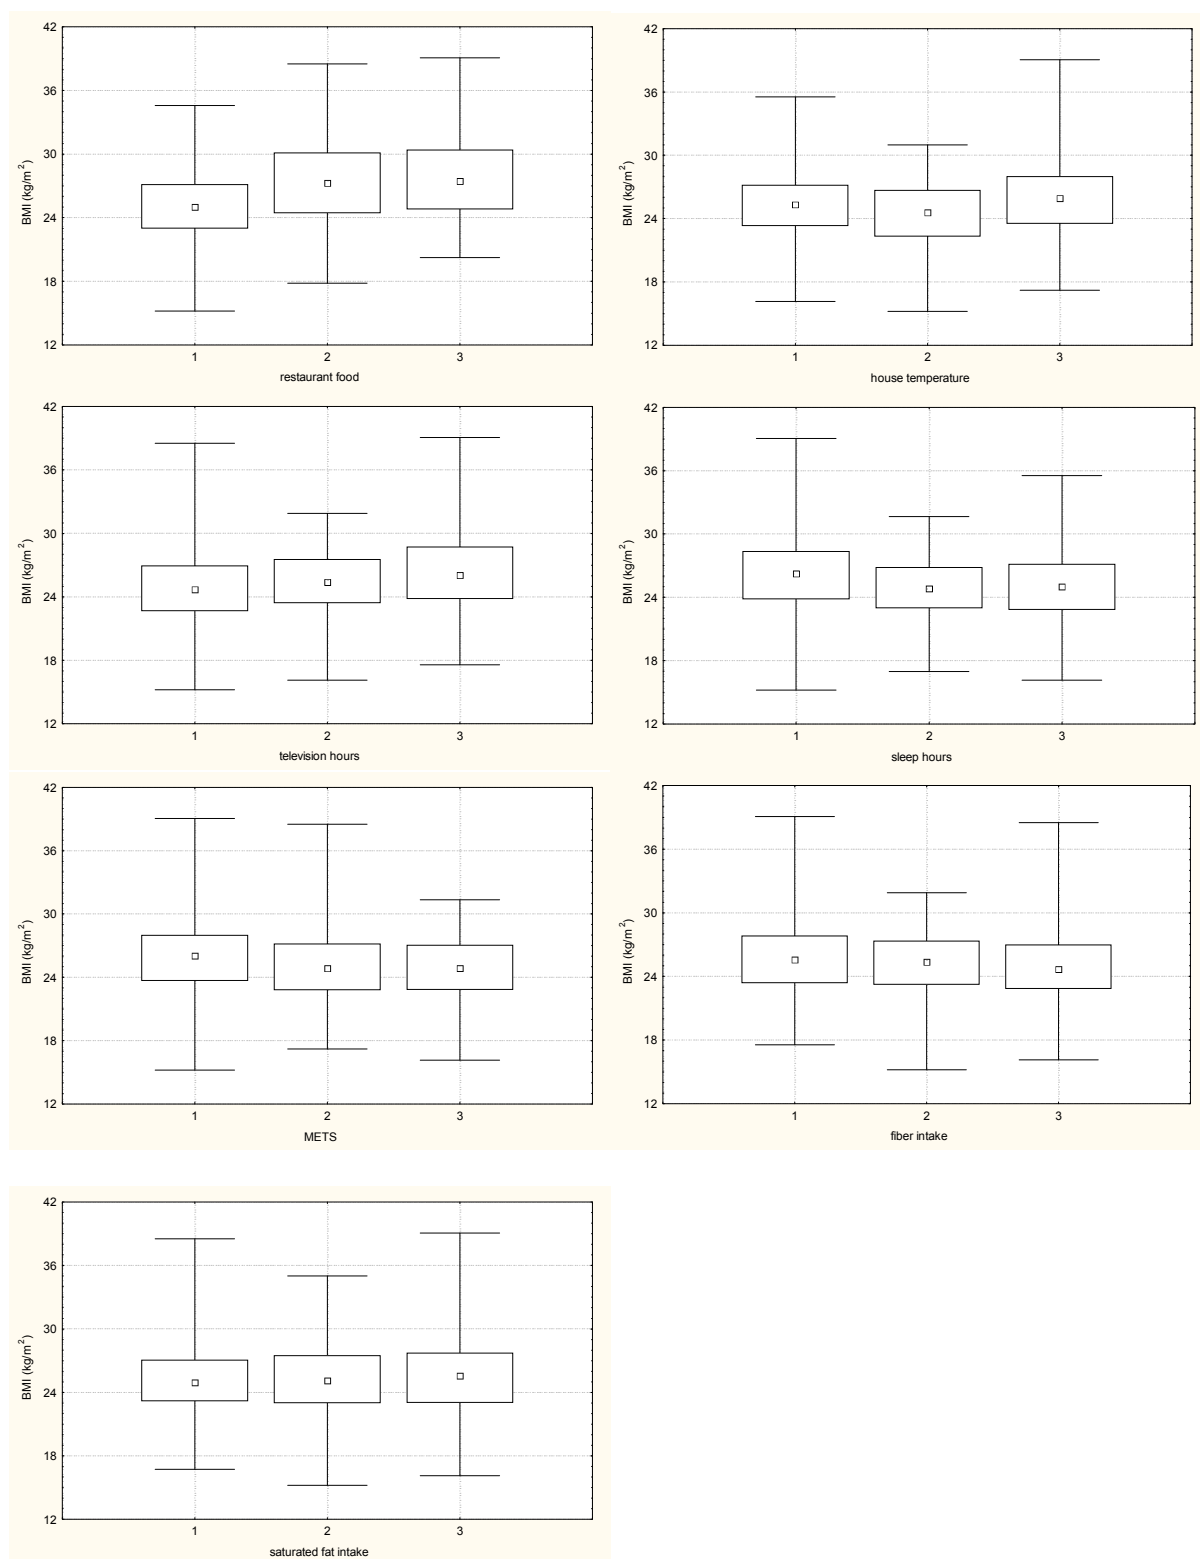 42
36
30
24
18
12
BMI (kg/m²)
1 2 3
restaurant food
42
36
30
24
18
12
BMI (kg/m²)
1 2 3
house temperature
42
36
30
24
18
12
BMI (kg/m²)
1 2 3
television hours
42
36
30
24
18
12
BMI (kg/m²)
1 2 3
sleep hours
42
36
30
24
18
12
BMI (kg/m²)
1 2 3
METS
42
36
30
24
18
12
BMI (kg/m²)
1 2 3
fiber intake
42
36
30
24
18
12
BMI (kg/m²)
1 2 3
saturated fat intake